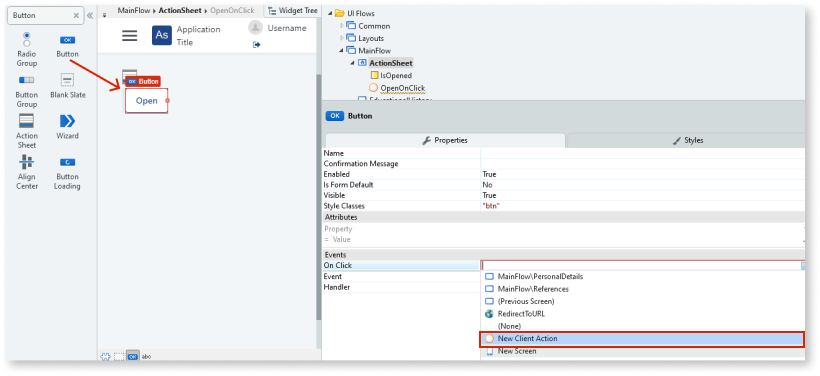 Button
Radio
Group
Button
Button
Group
Blank Slate
Action
Sheet
Wizard
Align
Center
Button
Loading
MainFlow ▸ ActionSheet ▸ OpenOnClick
Widget Tree
As
Application
Title
Username
OK Button
Open
OK abc
UI Flows
Common
Layouts
MainFlow
ActionSheet
IsOpened
OpenOnClick
EducationalHistory
OK Button
Properties
Styles
Name
Confirmation Message
Enabled True
Is Form Default No
Visible True
Style Classes "btn"
Attributes
Property
= Value
Events
On Click
Event
Handler
MainFlow\PersonalDetails
MainFlow\References
(Previous Screen)
RedirectToURL
(None)
New Client Action
New Screen